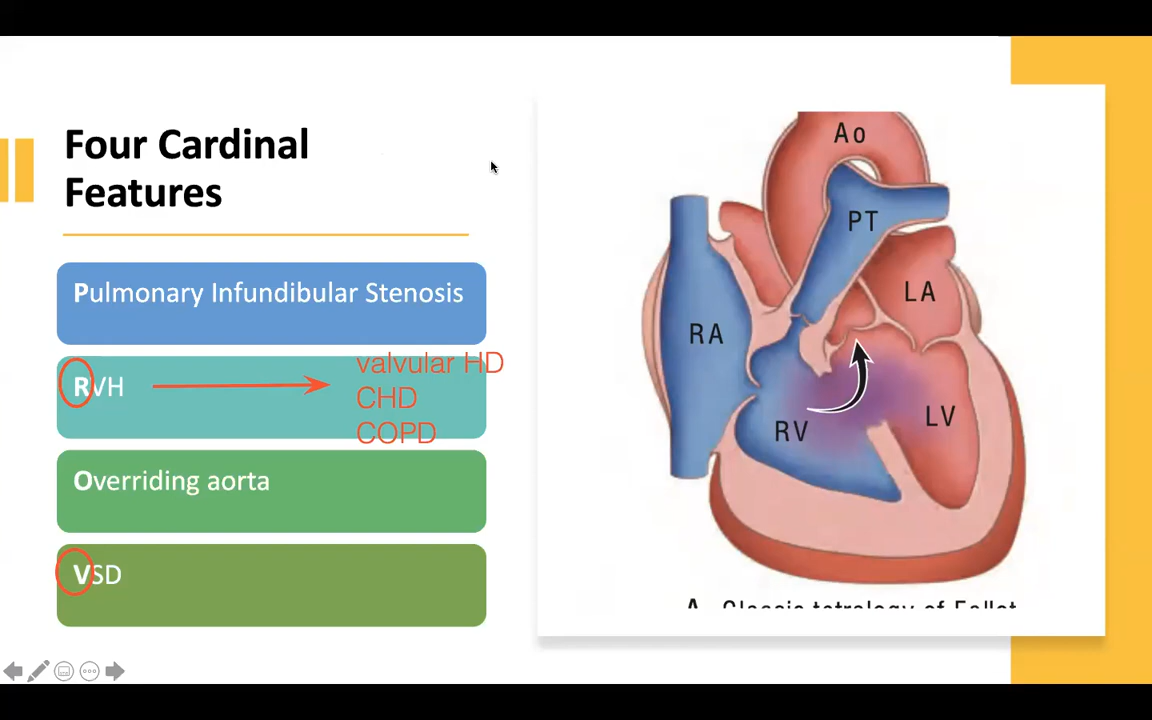 Four Cardinal
Features
Pulmonary Infundibular Stenosis
RVH
valvular HD
CHD
COPD
Overriding aorta
VSD
Ao
PT
LA
RA
LV
RV
A Classic tetralogy of Fallot